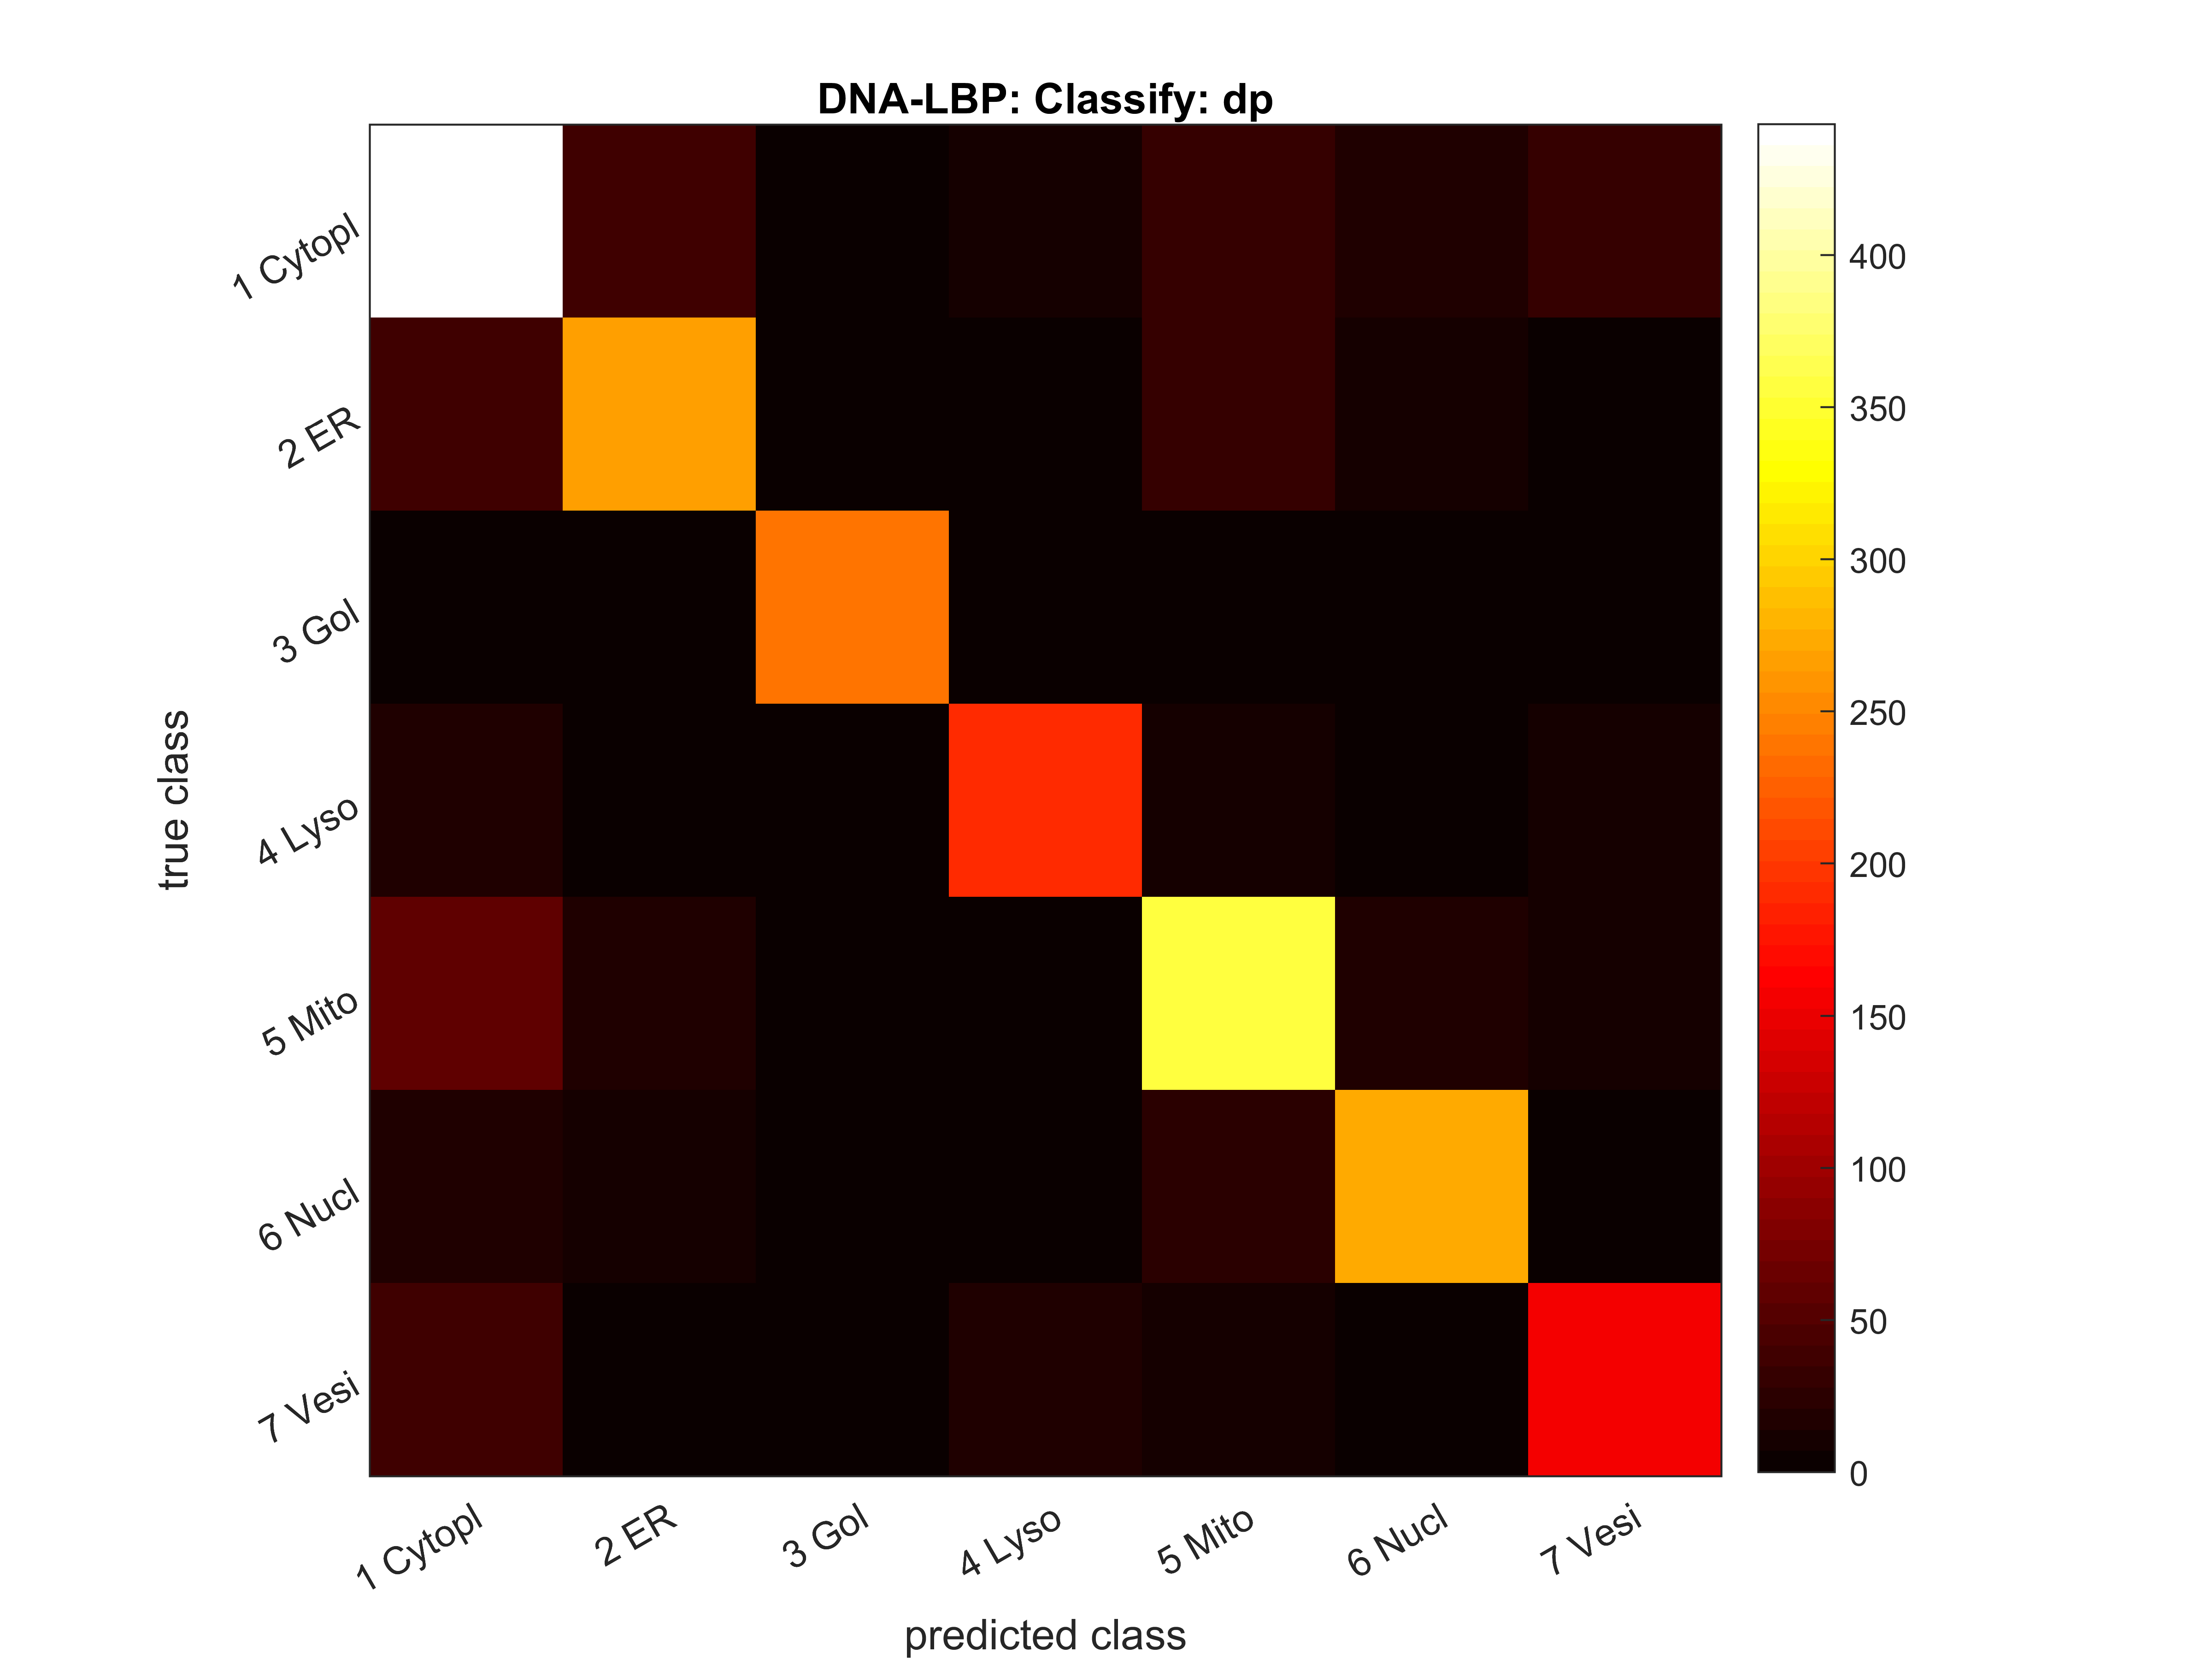 DNA-LBP: Classify: dp
true class
1 Cytopl
2 ER
3 Gol
4 Lyso
5 Mito
6 Nucl
7 Vesi
400
350
300
250
200
150
100
50
0
1 Cytopl
2 ER
3 Gol
4 Lyso
5 Mito
6 Nucl
7 Vesi
predicted class